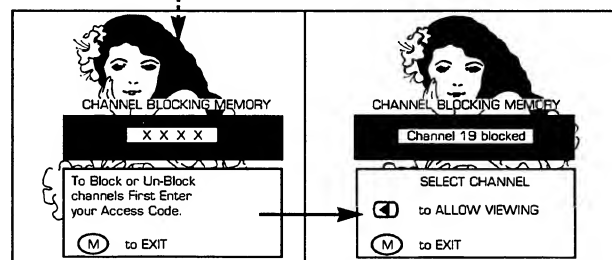 CHANNEL BLOCKING MEMORY
X X X X
To Block or Un-Block
channels First Enter
your Access Code.
M to EXIT
CHANNEL BLOCKING MEMORY
Channel 19 blocked
SELECT CHANNEL
to ALLOW VIEWING
M to EXIT